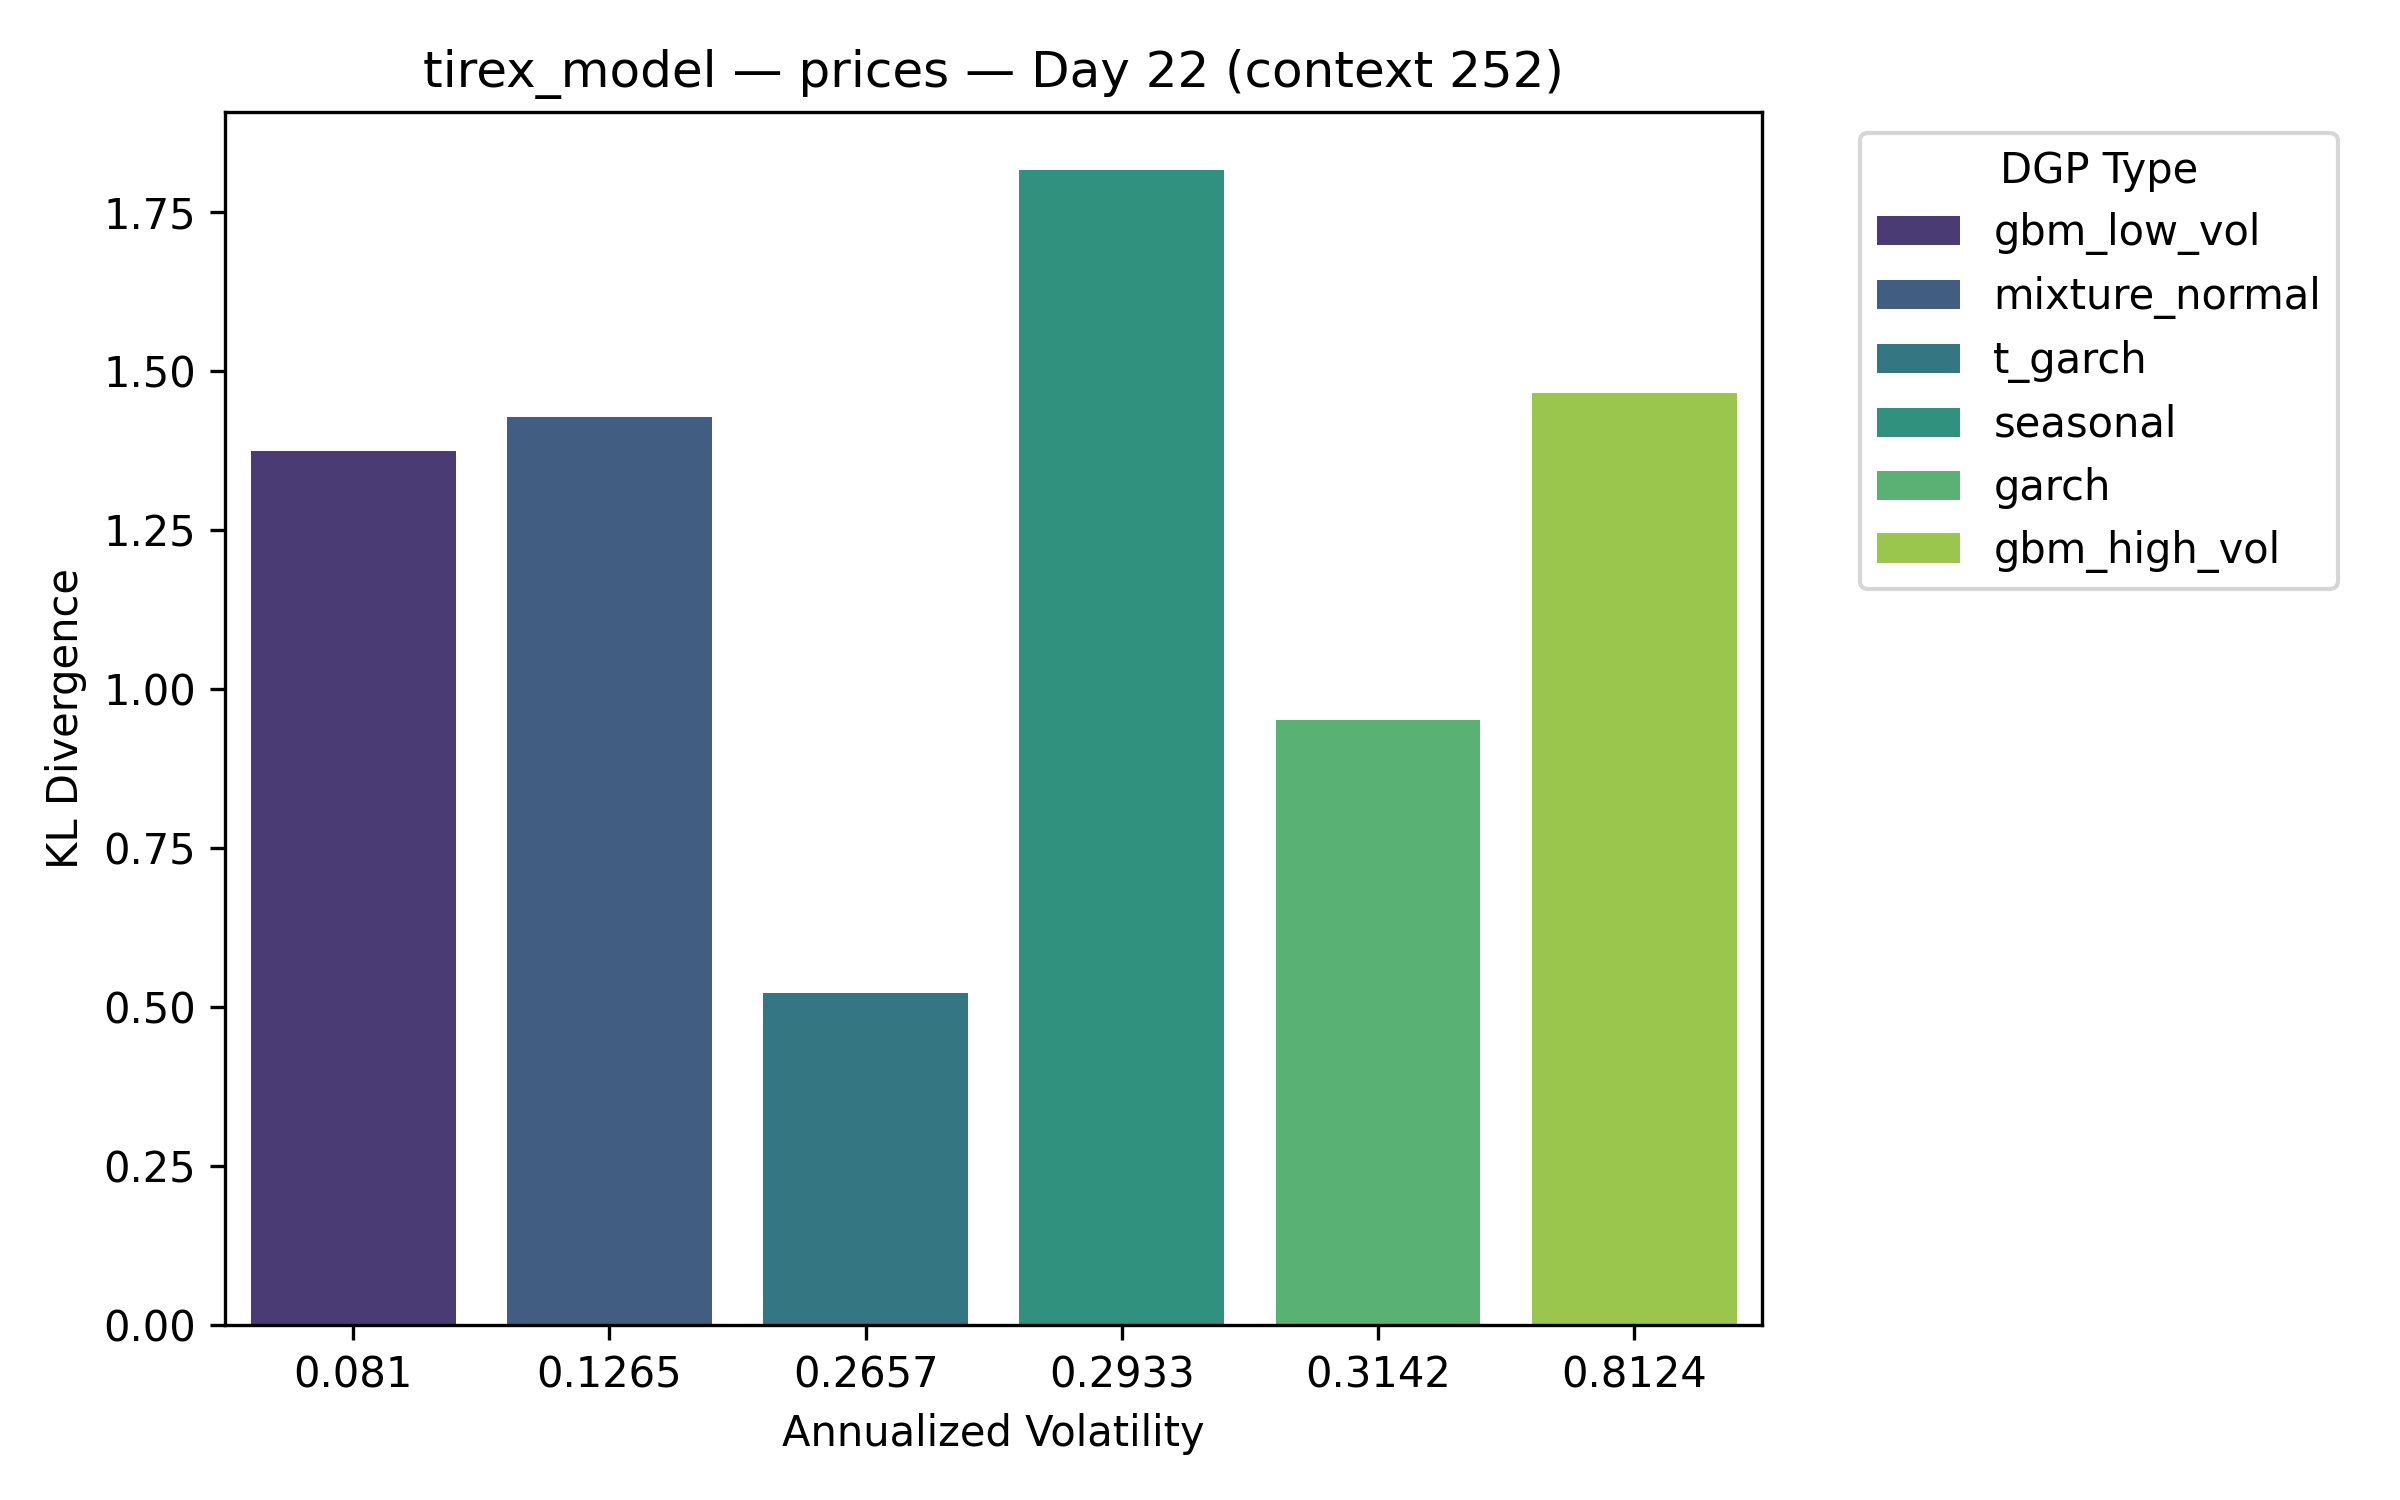 tirex_model — prices — Day 22 (context 252)
KL Divergence
1.75
1.50
1.25
1.00
0.75
0.50
0.25
0.00
0.081 0.1265 0.2657 0.2933 0.3142 0.8124
Annualized Volatility
DGP Type
gbm_low_vol
mixture_normal
t_garch
seasonal
garch
gbm_high_vol